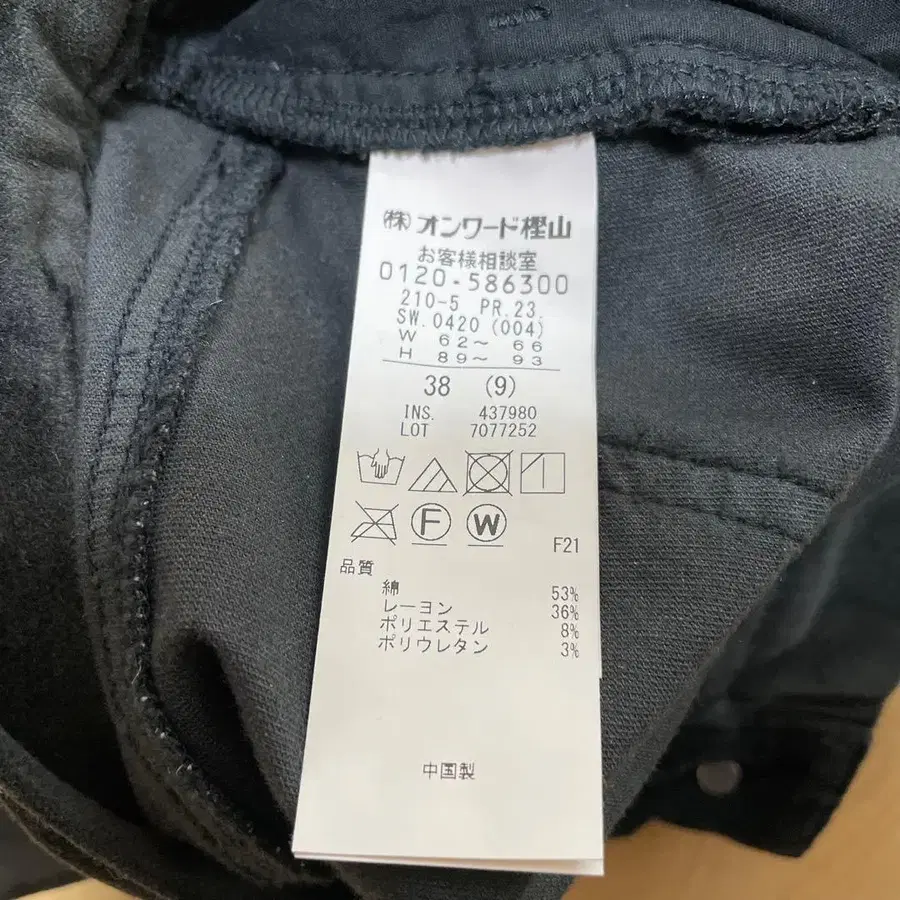 ㈱オンワード樫山
お客様相談室
0120-586300
210-5 PR.23.
SW.0420 (004)
W 62～ 66
H 89～ 93
38 (9)
INS. 437980
LOT 7077252
F W
F21
品質
綿 53%
レーヨン 36%
ポリエステル 8%
ポリウレタン 3%
中国製